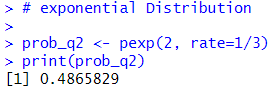 > # exponential Distribution
>
> prob_q2 <- pexp(2, rate=1/3)
> print(prob_q2)
[1] 0.4865829